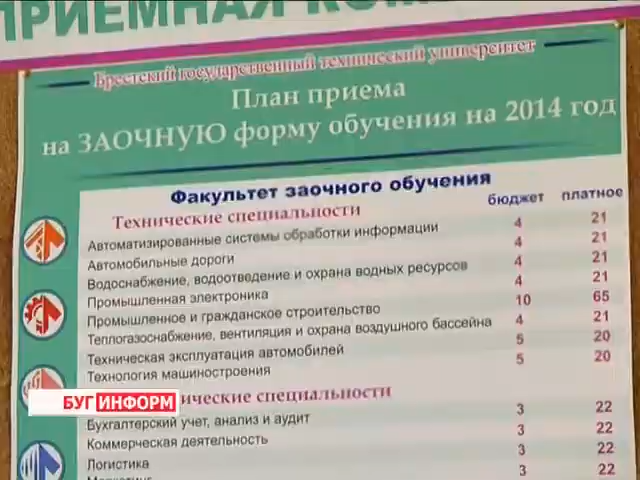 ПРИЕМНАЯ
Брестский государственный технический университет
План приема
на ЗАОЧНУЮ форму обучения на 2014 год
Факультет заочного обучения
бюджет платное
Технические специальности
Автоматизированные системы обработки информации 4 21
Автомобильные дороги 4 21
Водоснабжение, водоотведение и охрана водных ресурсов 4 21
Промышленная электроника 4 21
Промышленное и гражданское строительство 10 65
Теплогазоснабжение, вентиляция и охрана воздушного бассейна 4 21
Техническая эксплуатация автомобилей 5 20
Технология машиностроения 5 20
специальности
БУГ ИНФОРМ
Бухгалтерский учет, анализ и аудит 3 22
Коммерческая деятельность 3 22
Логистика 3 22
3 22